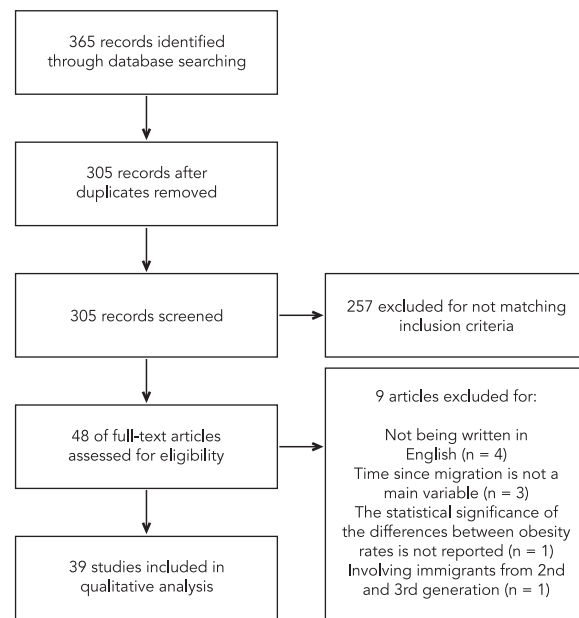 365 records identified
through database searching
305 records after
duplicates removed
305 records screened
257 excluded for not matching
inclusion criteria
48 of full-text articles
assessed for eligibility
9 articles excluded for:
Not being written in
English (n = 4)
Time since migration is not a
main variable (n = 3)
The statistical significance of
the differences between obesity
rates is not reported (n = 1)
Involving immigrants from 2nd
and 3rd generation (n = 1)
39 studies included in
qualitative analysis